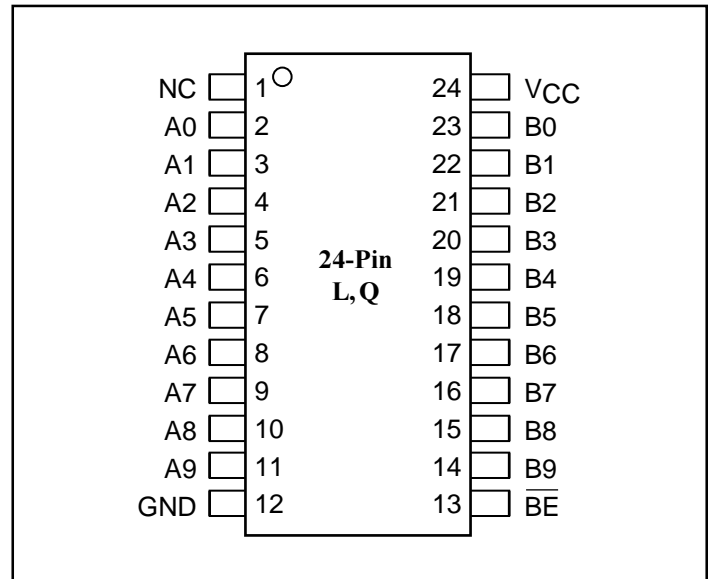 NC 1 24 VCC
A0 2 23 B0
A1 3 22 B1
A2 4 21 B2
A3 5 20 B3
24-Pin
A4 6 19 B4
L, Q
A5 7 18 B5
A6 8 17 B6
A7 9 16 B7
A8 10 15 B8
A9 11 14 B9
GND 12 13 B̅E̅